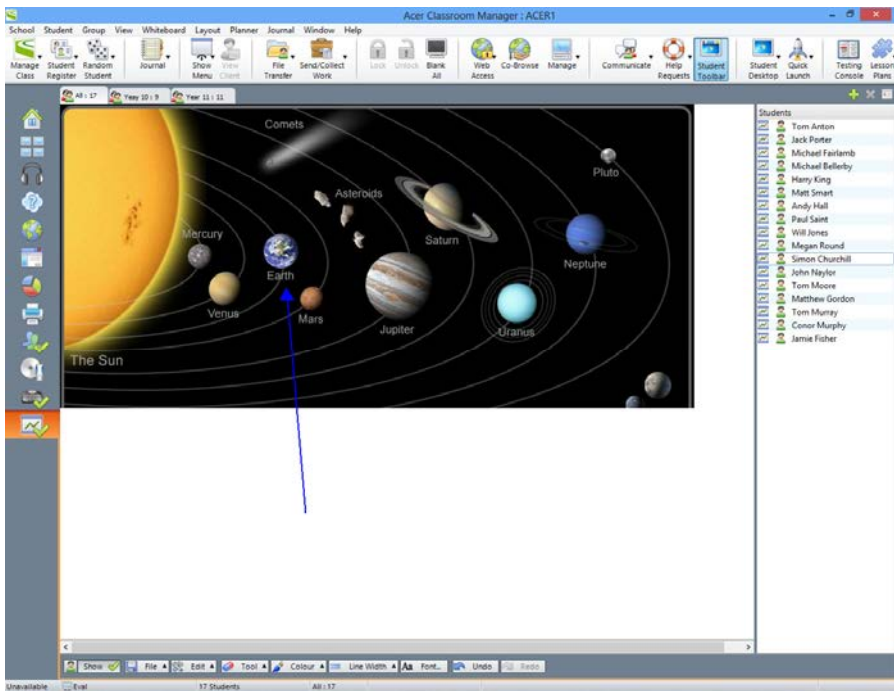 Acer Classroom Manager : ACER1
School Student Group View Whiteboard Layout Planner Journal Window Help
Manage Class Student Register Random Student Journal Show Menu View Client File Transfer Send/Collect Work Lock Unlock Blank All Web Access Co-Browse Manage Communicate Help Requests Student Toolbar Student Desktop Quick Launch Testing Console Lesson Plans
All : 17 Yeey 10 : 9 Year 11 : 11
Comets
Pluto
Asteroids
Mercury
Saturn
Neptune
Earth
Venus
Mars
Jupiter
Uranus
The Sun
Students
Tom Anton
Jack Porter
Michael Fairlamb
Michael Bellerby
Harry King
Matt Smart
Andy Hall
Paul Saint
Will Jones
Megan Round
Simon Churchill
John Naylor
Tom Moore
Matthew Gordon
Tom Murray
Conor Murphy
Jamie Fisher
Show File Edit Tool Colour Line Width Aa Font... Undo Redo
Unavailable Eval 17 Students All : 17